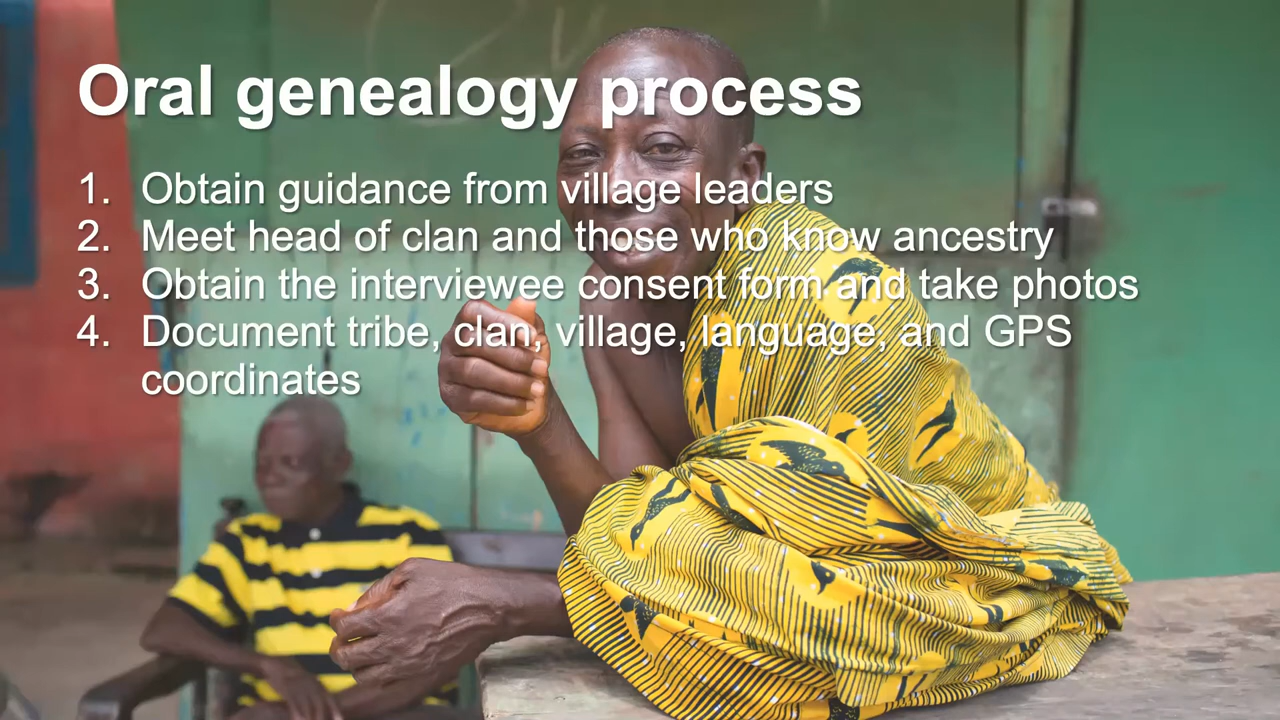 Oral genealogy process
1. Obtain guidance from village leaders
2. Meet head of clan and those who know ancestry
3. Obtain the interviewee consent form and take photos
4. Document tribe, clan, village, language, and GPS
coordinates